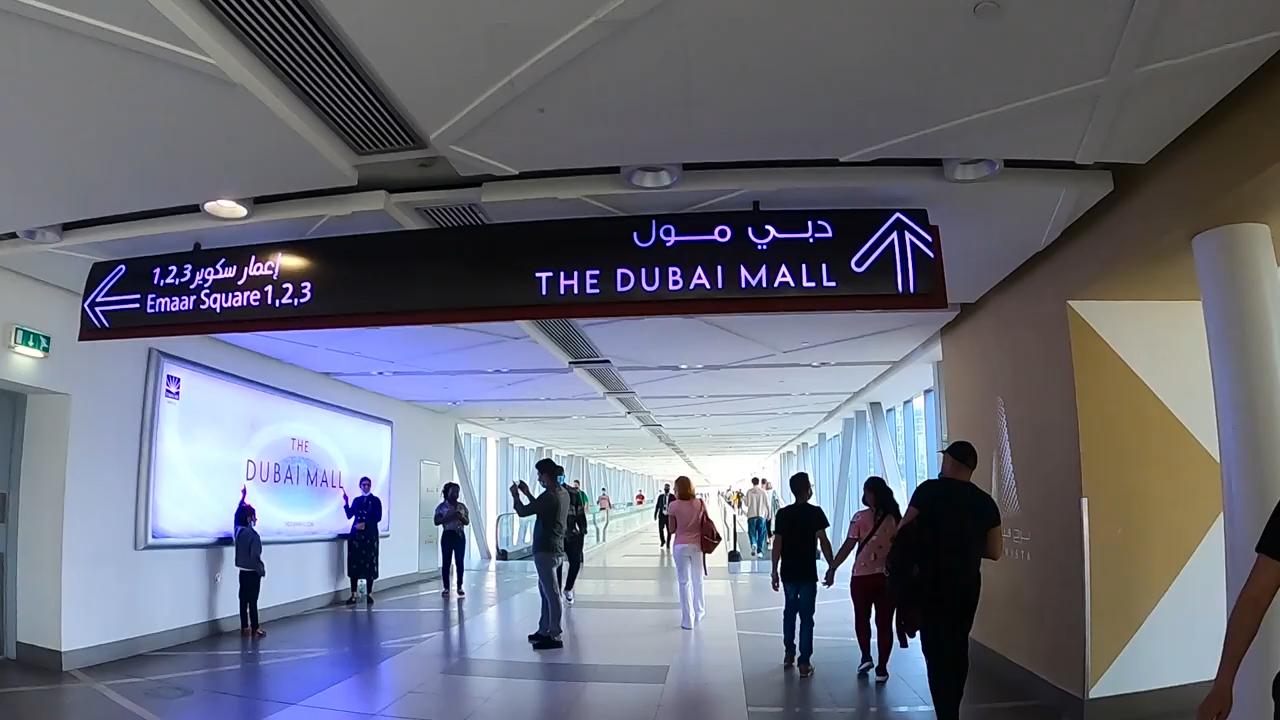 إعمار سكوير 1,2,3
Emaar Square 1,2,3
دبي مول
THE DUBAI MALL
THE
DUBAI MALL